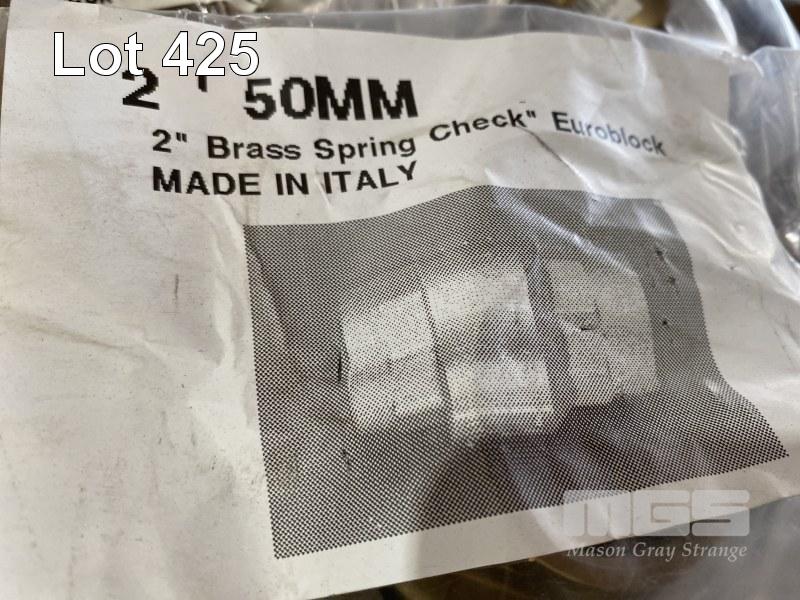 Lot 425
2" 50MM
2" Brass Spring Check" Euroblock
MADE IN ITALY
MGS
Mason Gray Strange